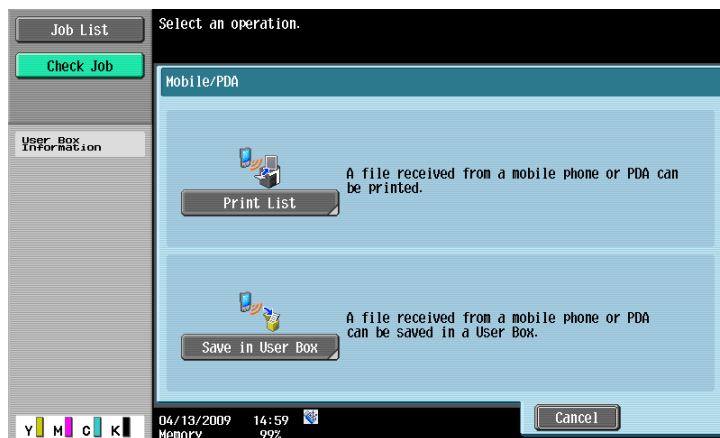 Job List
Check Job
User Box
Information
Select an operation.
Mobile/PDA
Print List
A file received from a mobile phone or PDA can
be printed.
Save in User Box
A file received from a mobile phone or PDA
can be saved in a User Box.
Y M C K
04/13/2009 14:59
Memory 99%
Cancel